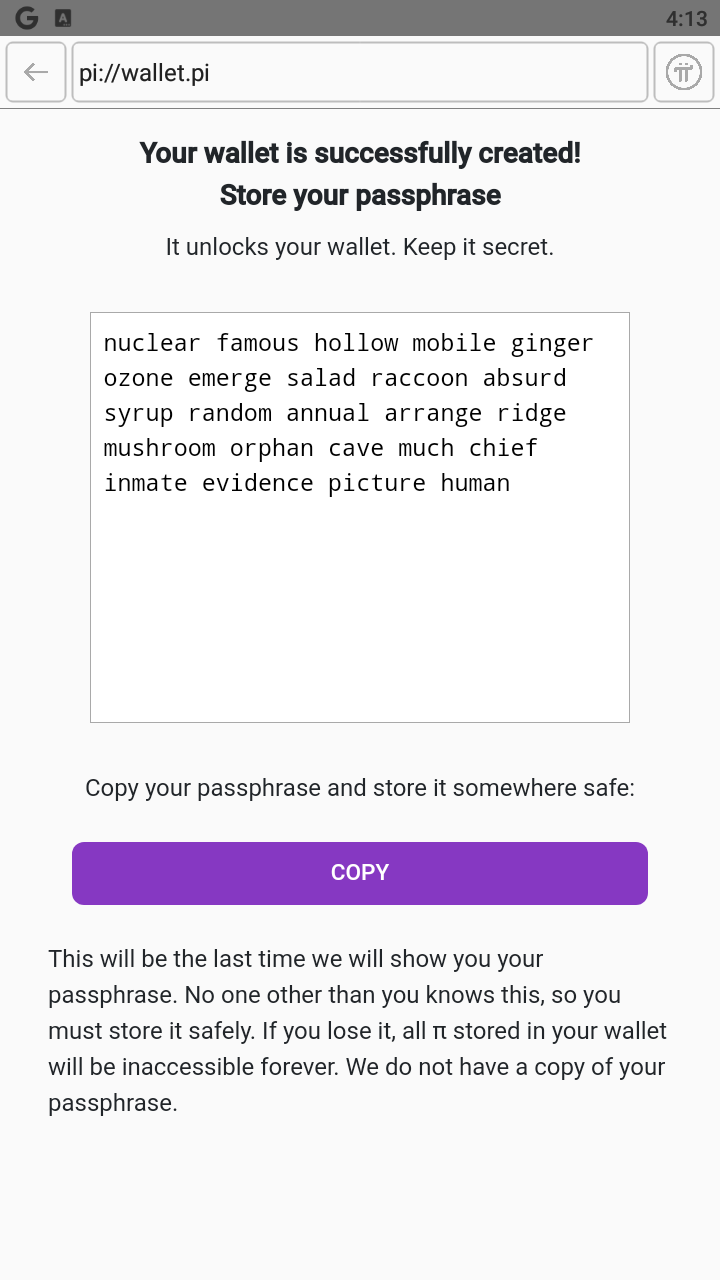 4:13
pi://wallet.pi
Your wallet is successfully created!
Store your passphrase
It unlocks your wallet. Keep it secret.
nuclear famous hollow mobile ginger
ozone emerge salad raccoon absurd
syrup random annual arrange ridge
mushroom orphan cave much chief
inmate evidence picture human
Copy your passphrase and store it somewhere safe:
COPY
This will be the last time we will show you your
passphrase. No one other than you knows this, so you
must store it safely. If you lose it, all π stored in your wallet
will be inaccessible forever. We do not have a copy of your
passphrase.